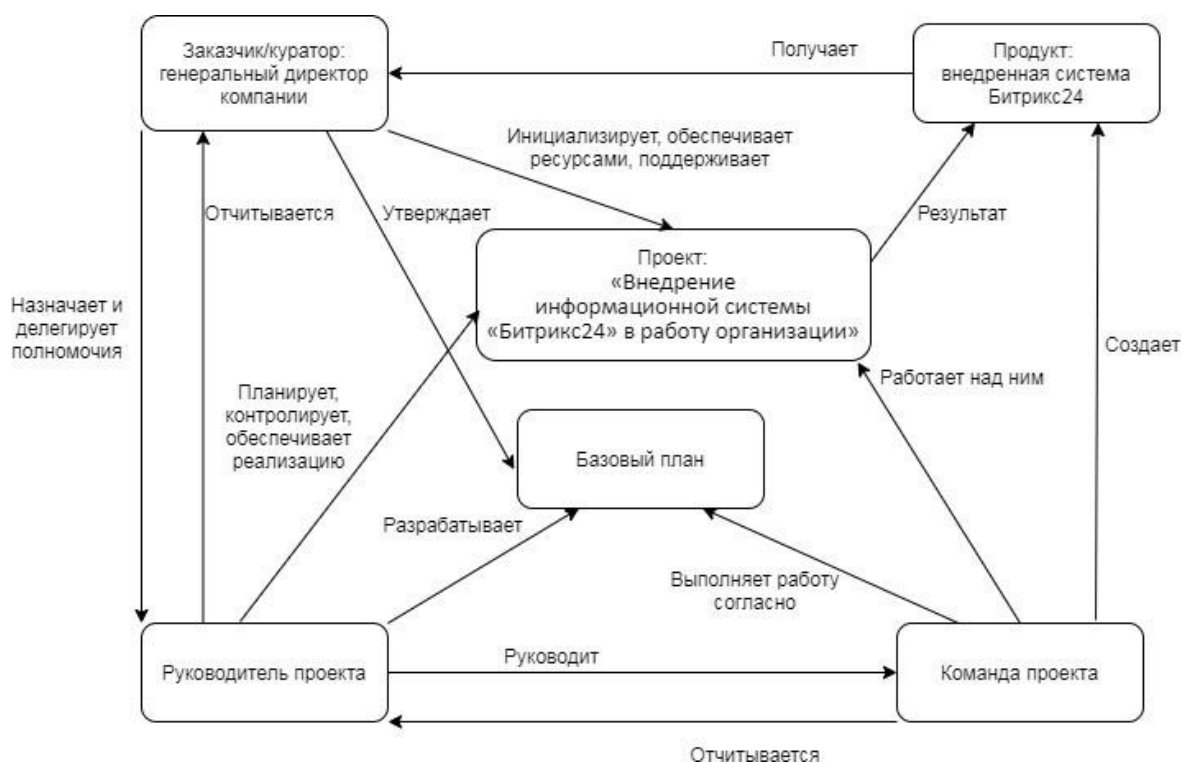 Заказчик/куратор:
генеральный директор
компании
Получает
Продукт:
внедренная система
Битрикс24
Инициализирует, обеспечивает
ресурсами, поддерживает
Отчитывается
Утверждает
Результат
Проект:
«Внедрение
информационной системы
«Битрикс24» в работу организации»
Назначает и
делегирует
полномочия
Создает
Работает над ним
Планирует,
контролирует,
обеспечивает
реализацию
Базовый план
Разрабатывает
Выполняет работу
согласно
Руководитель проекта
Руководит
Команда проекта
Отчитывается